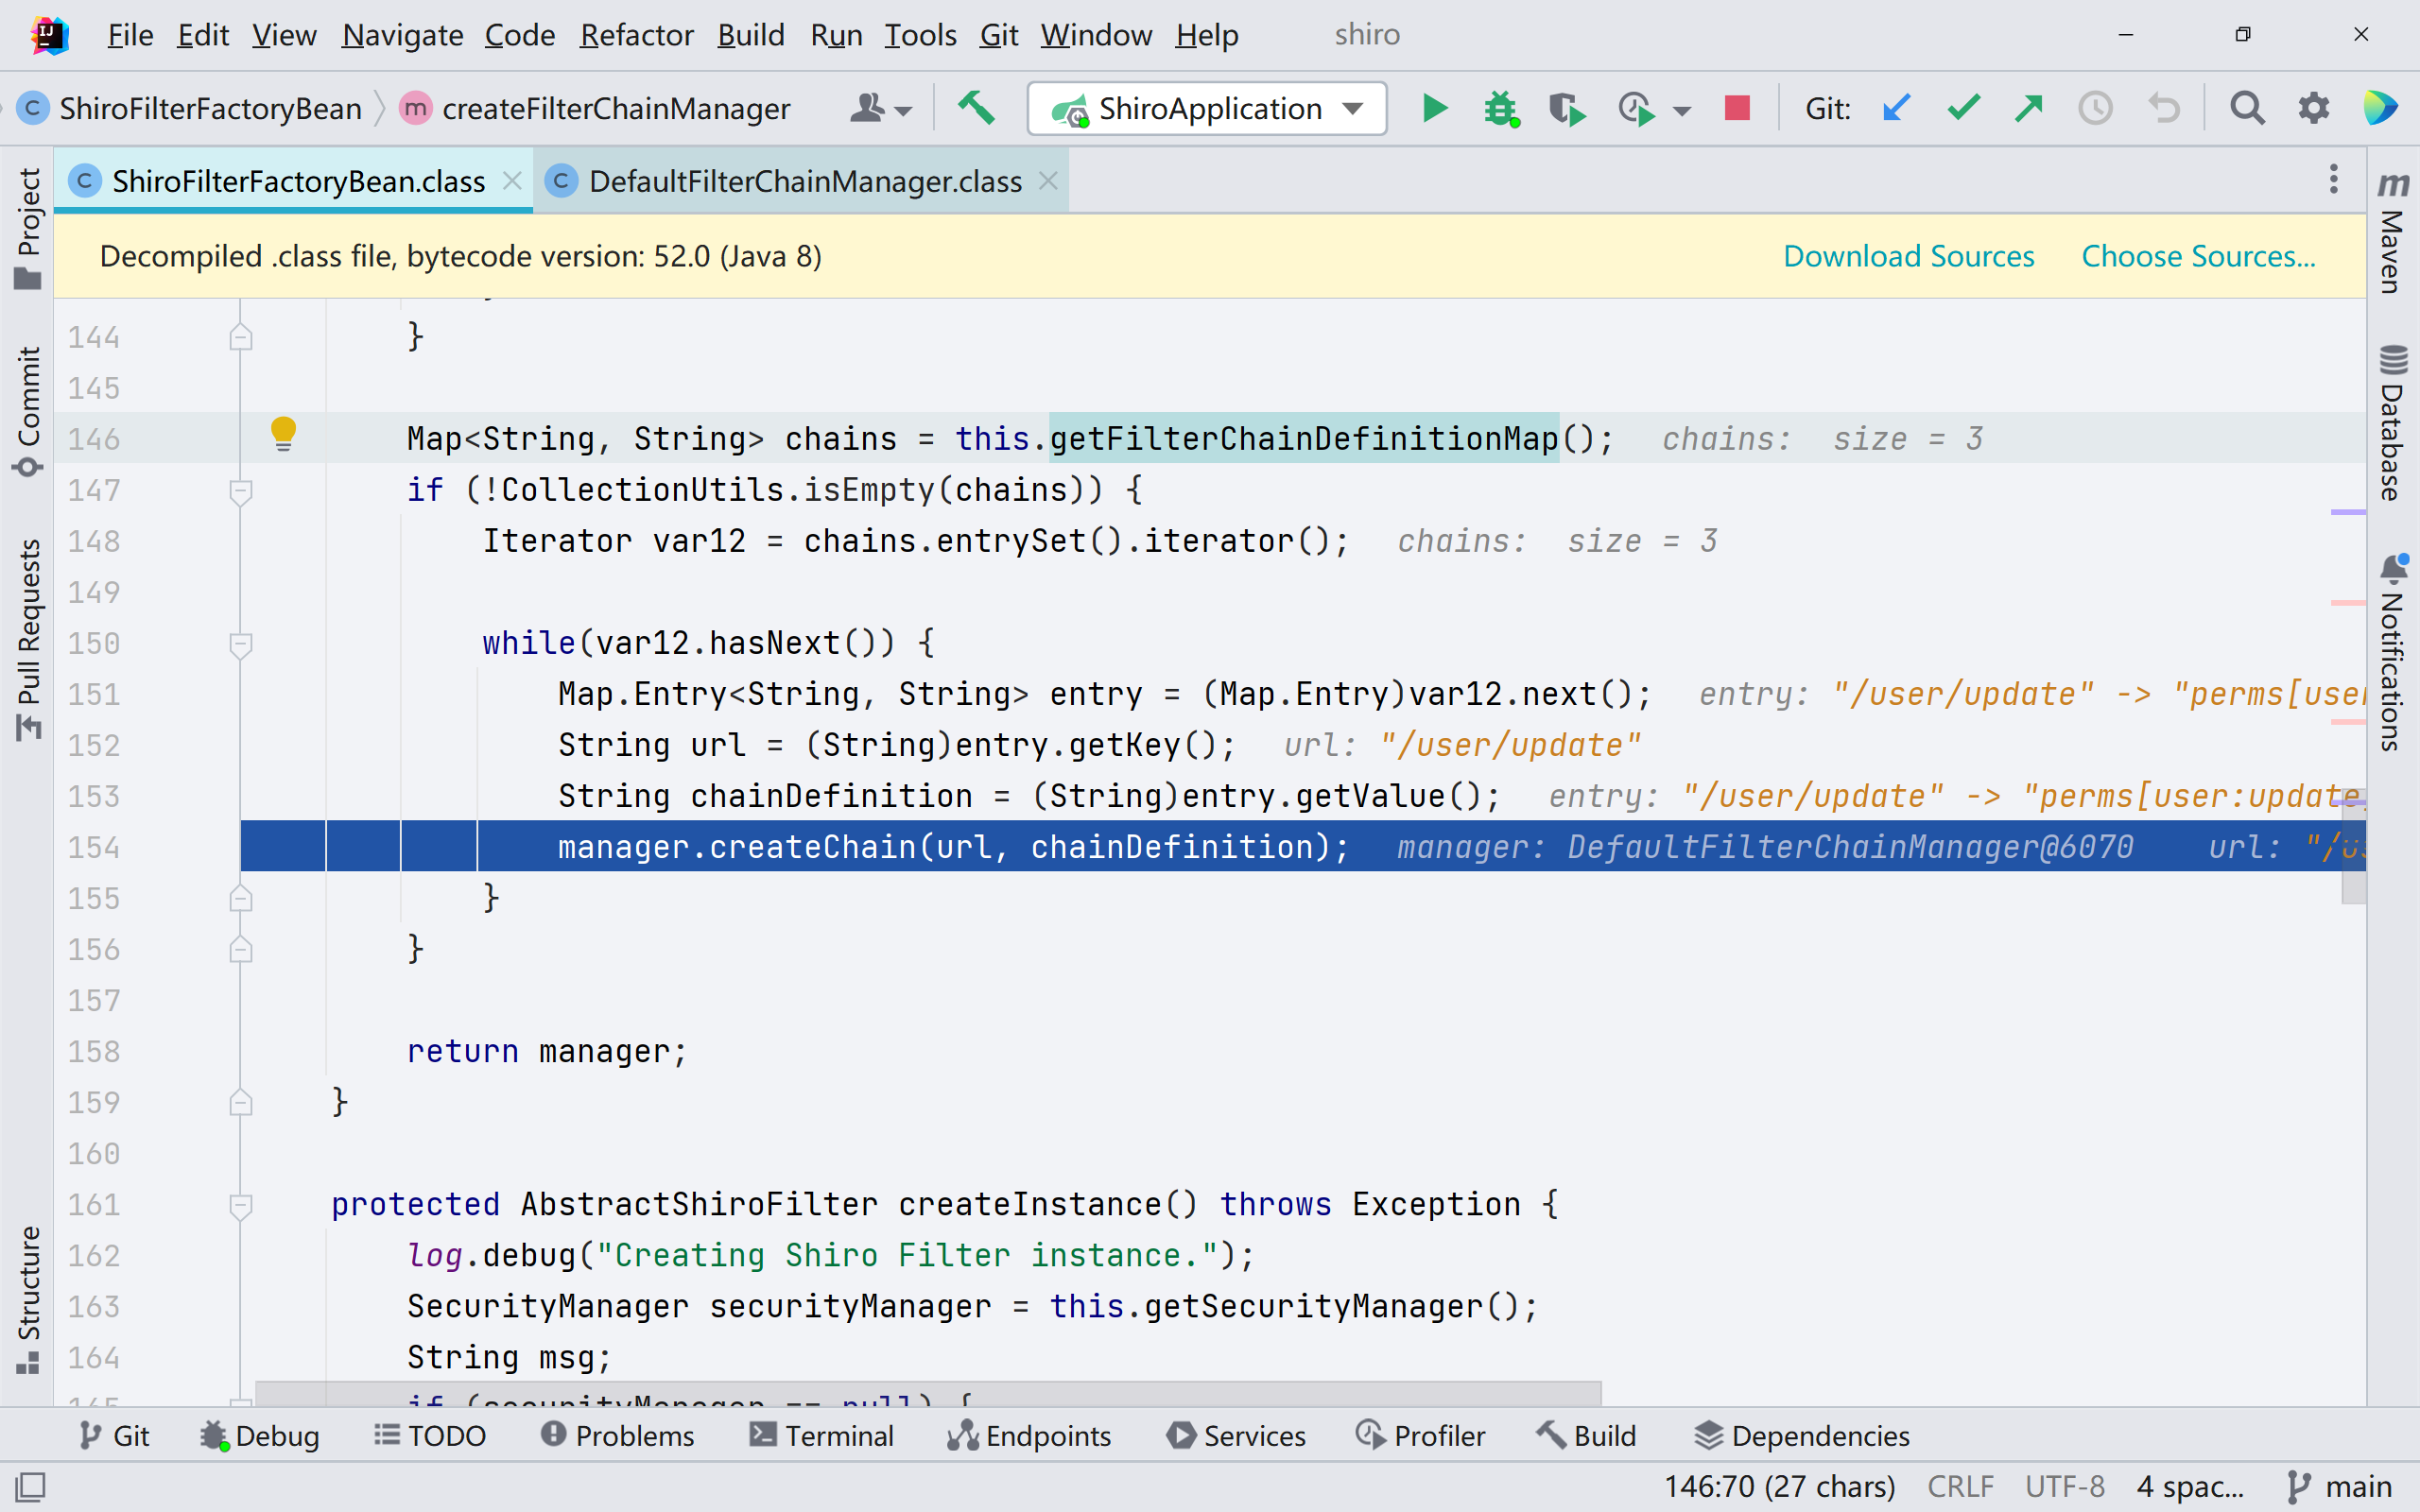 File Edit View Navigate Code Refactor Build Run Tools Git Window Help shiro
ShiroFilterFactoryBean createFilterChainManager ShiroApplication Git:
ShiroFilterFactoryBean.class DefaultFilterChainManager.class
Decompiled .class file, bytecode version: 52.0 (Java 8) Download Sources Choose Sources...
Project
Commit
Pull Requests
Structure
144 }
145
146 Map<String, String> chains = this.getFilterChainDefinitionMap(); chains: size = 3
147 if (!CollectionUtils.isEmpty(chains)) {
148 Iterator var12 = chains.entrySet().iterator(); chains: size = 3
149
150 while(var12.hasNext()) {
151 Map.Entry<String, String> entry = (Map.Entry)var12.next(); entry: "/user/update" -> "perms[user
152 String url = (String)entry.getKey(); url: "/user/update"
153 String chainDefinition = (String)entry.getValue(); entry: "/user/update" -> "perms[user:update
154 manager.createChain(url, chainDefinition); manager: DefaultFilterChainManager@6070 url: "/us
155 }
156 }
157
158 return manager;
159 }
160
161 protected AbstractShiroFilter createInstance() throws Exception {
162 log.debug("Creating Shiro Filter instance.");
163 SecurityManager securityManager = this.getSecurityManager();
164 String msg;
165 if (securityManager == null) {
Maven
Database
Notifications
Git Debug TODO Problems Terminal Endpoints Services Profiler Build Dependencies
146:70 (27 chars) CRLF UTF-8 4 spac... main